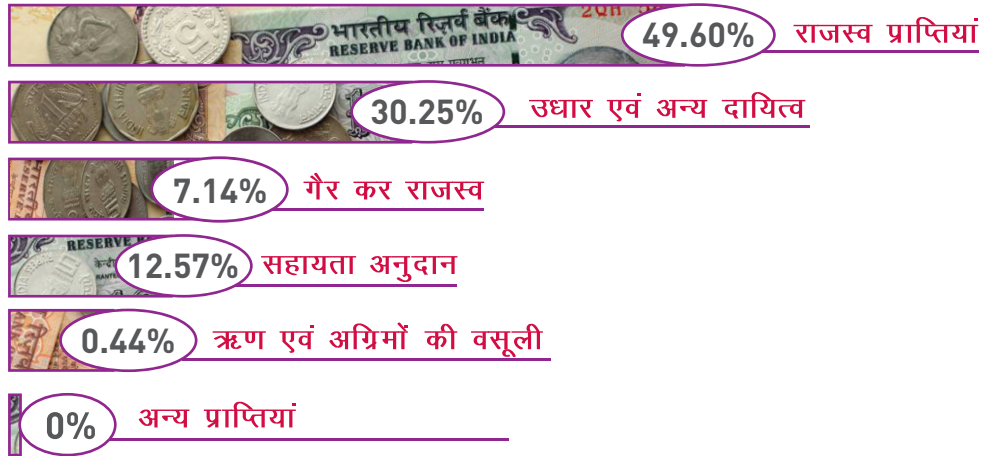 भारतीय रिज़र्व बैंक
RESERVE BANK OF INDIA
49.60% राजस्व प्राप्तियां
30.25% उधार एवं अन्य दायित्व
7.14% गैर कर राजस्व
RESERVE
12.57% सहायता अनुदान
0.44% ऋण एवं अग्रिमों की वसूली
0% अन्य प्राप्तियां